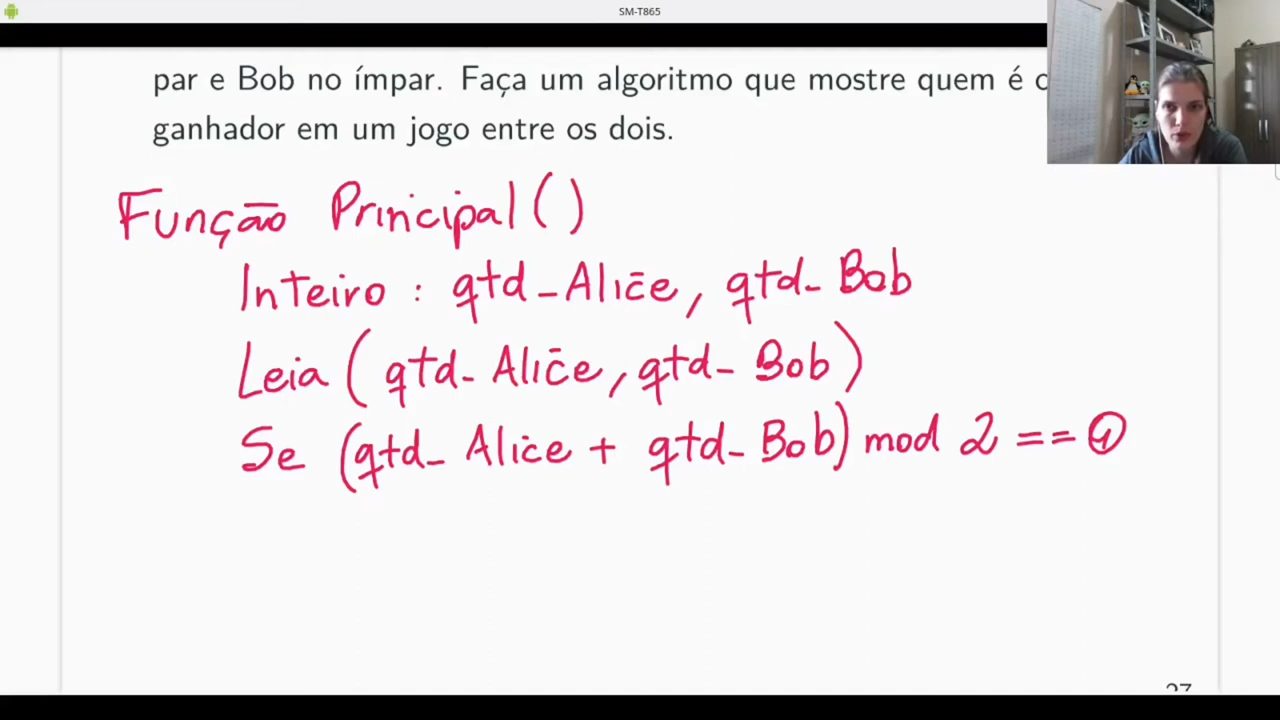 SM-T865
par e Bob no ímpar. Faça um algoritmo que mostre quem é o
ganhador em um jogo entre os dois.
Função Principal()
Inteiro : qtd_Alice, qtd_Bob
Leia (qtd_Alice, qtd_Bob)
Se (qtd_Alice + qtd_Bob) mod 2 ==